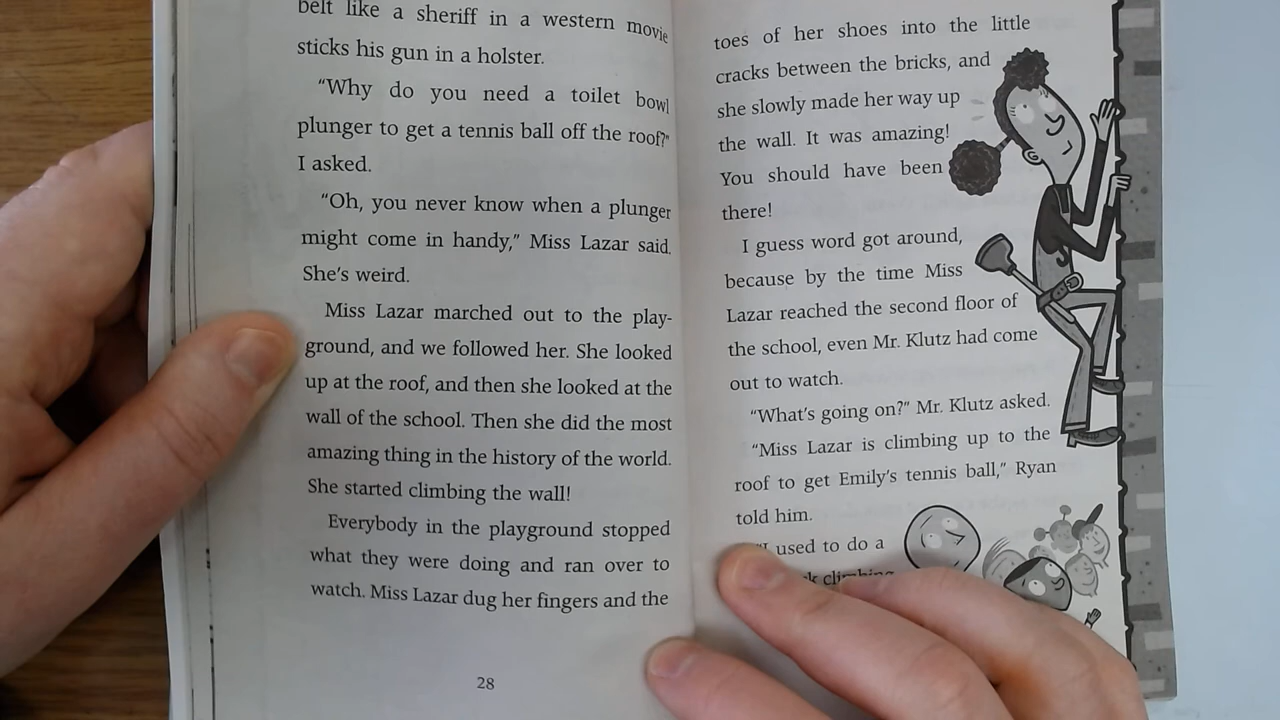 belt like a sheriff in a western movie
sticks his gun in a holster.
“Why do you need a toilet bowl
plunger to get a tennis ball off the roof?”
I asked.
“Oh, you never know when a plunger
might come in handy,” Miss Lazar said.
She’s weird.
Miss Lazar marched out to the play-
ground, and we followed her. She looked
up at the roof, and then she looked at the
wall of the school. Then she did the most
amazing thing in the history of the world.
She started climbing the wall!
Everybody in the playground stopped
what they were doing and ran over to
watch. Miss Lazar dug her fingers and the
28
toes of her shoes into the little
cracks between the bricks, and
she slowly made her way up
the wall. It was amazing!
You should have been
there!
I guess word got around,
because by the time Miss
Lazar reached the second floor of
the school, even Mr. Klutz had come
out to watch.
“What’s going on?” Mr. Klutz asked.
“Miss Lazar is climbing up to the
roof to get Emily’s tennis ball,” Ryan
told him.
“I used to do a
climbing